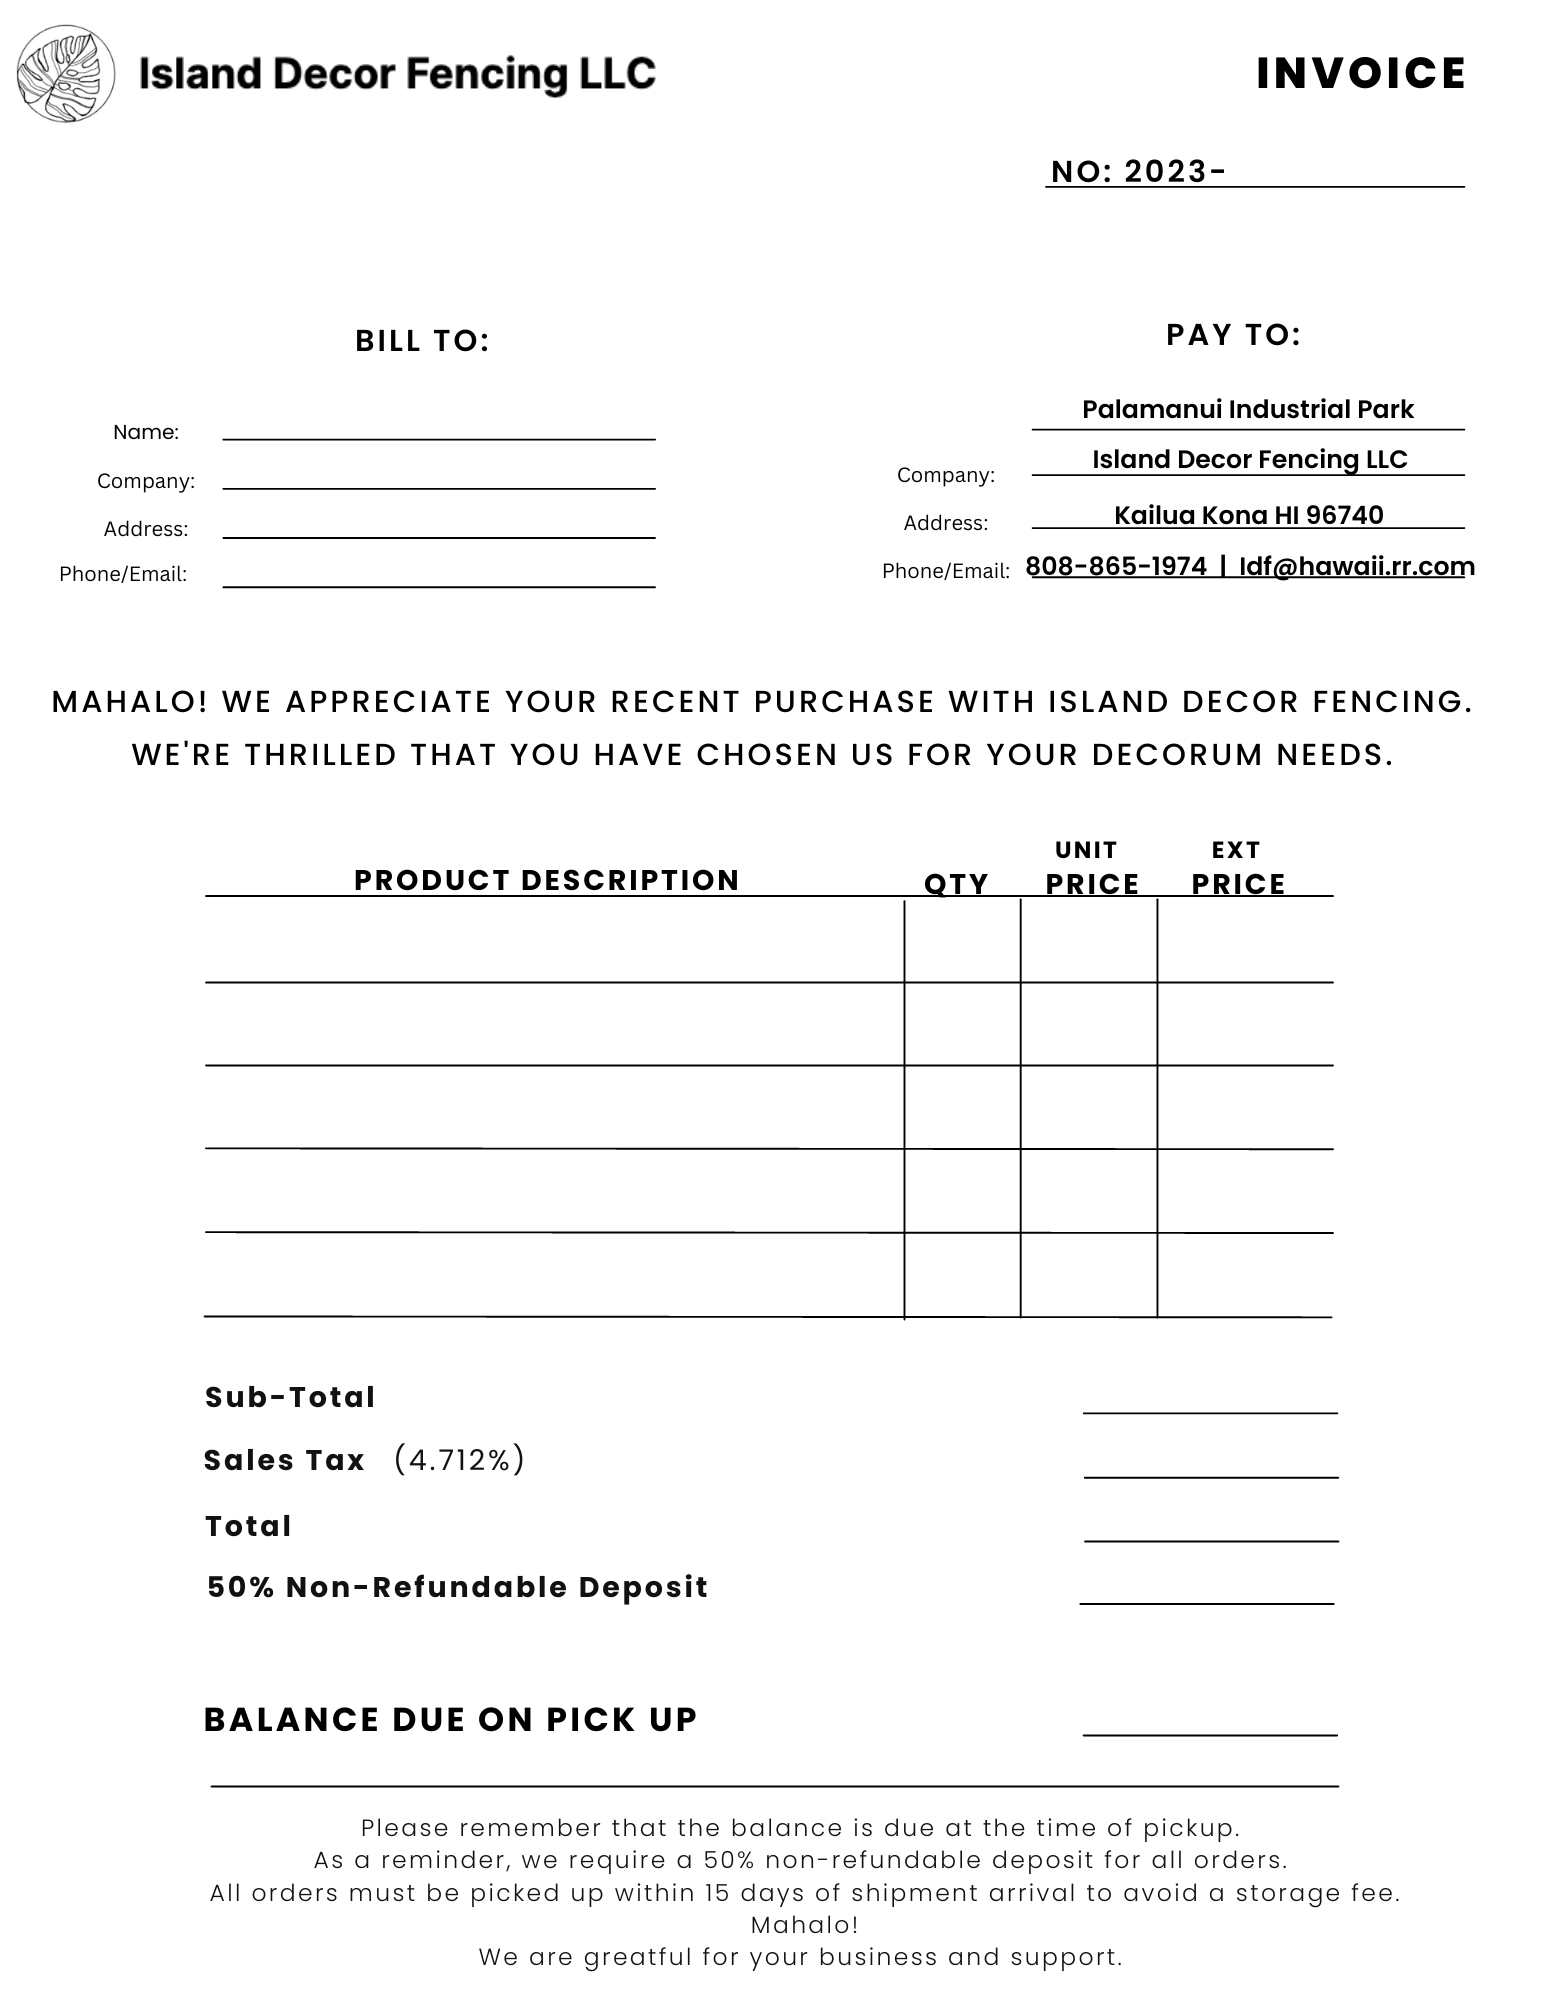 Island Decor Fencing LLC
INVOICE
NO: 2023-
BILL TO:
Name:
Company:
Address:
Phone/Email:
PAY TO:
Palamanui Industrial Park
Company: Island Decor Fencing LLC
Address: Kailua Kona HI 96740
Phone/Email: 808-865-1974 | Idf@hawaii.rr.com
MAHALO! WE APPRECIATE YOUR RECENT PURCHASE WITH ISLAND DECOR FENCING.
WE'RE THRILLED THAT YOU HAVE CHOSEN US FOR YOUR DECORUM NEEDS.
PRODUCT DESCRIPTION QTY UNIT PRICE EXT PRICE
Sub-Total
Sales Tax (4.712%)
Total
50% Non-Refundable Deposit
BALANCE DUE ON PICK UP
Please remember that the balance is due at the time of pickup.
As a reminder, we require a 50% non-refundable deposit for all orders.
All orders must be picked up within 15 days of shipment arrival to avoid a storage fee.
Mahalo!
We are greatful for your business and support.